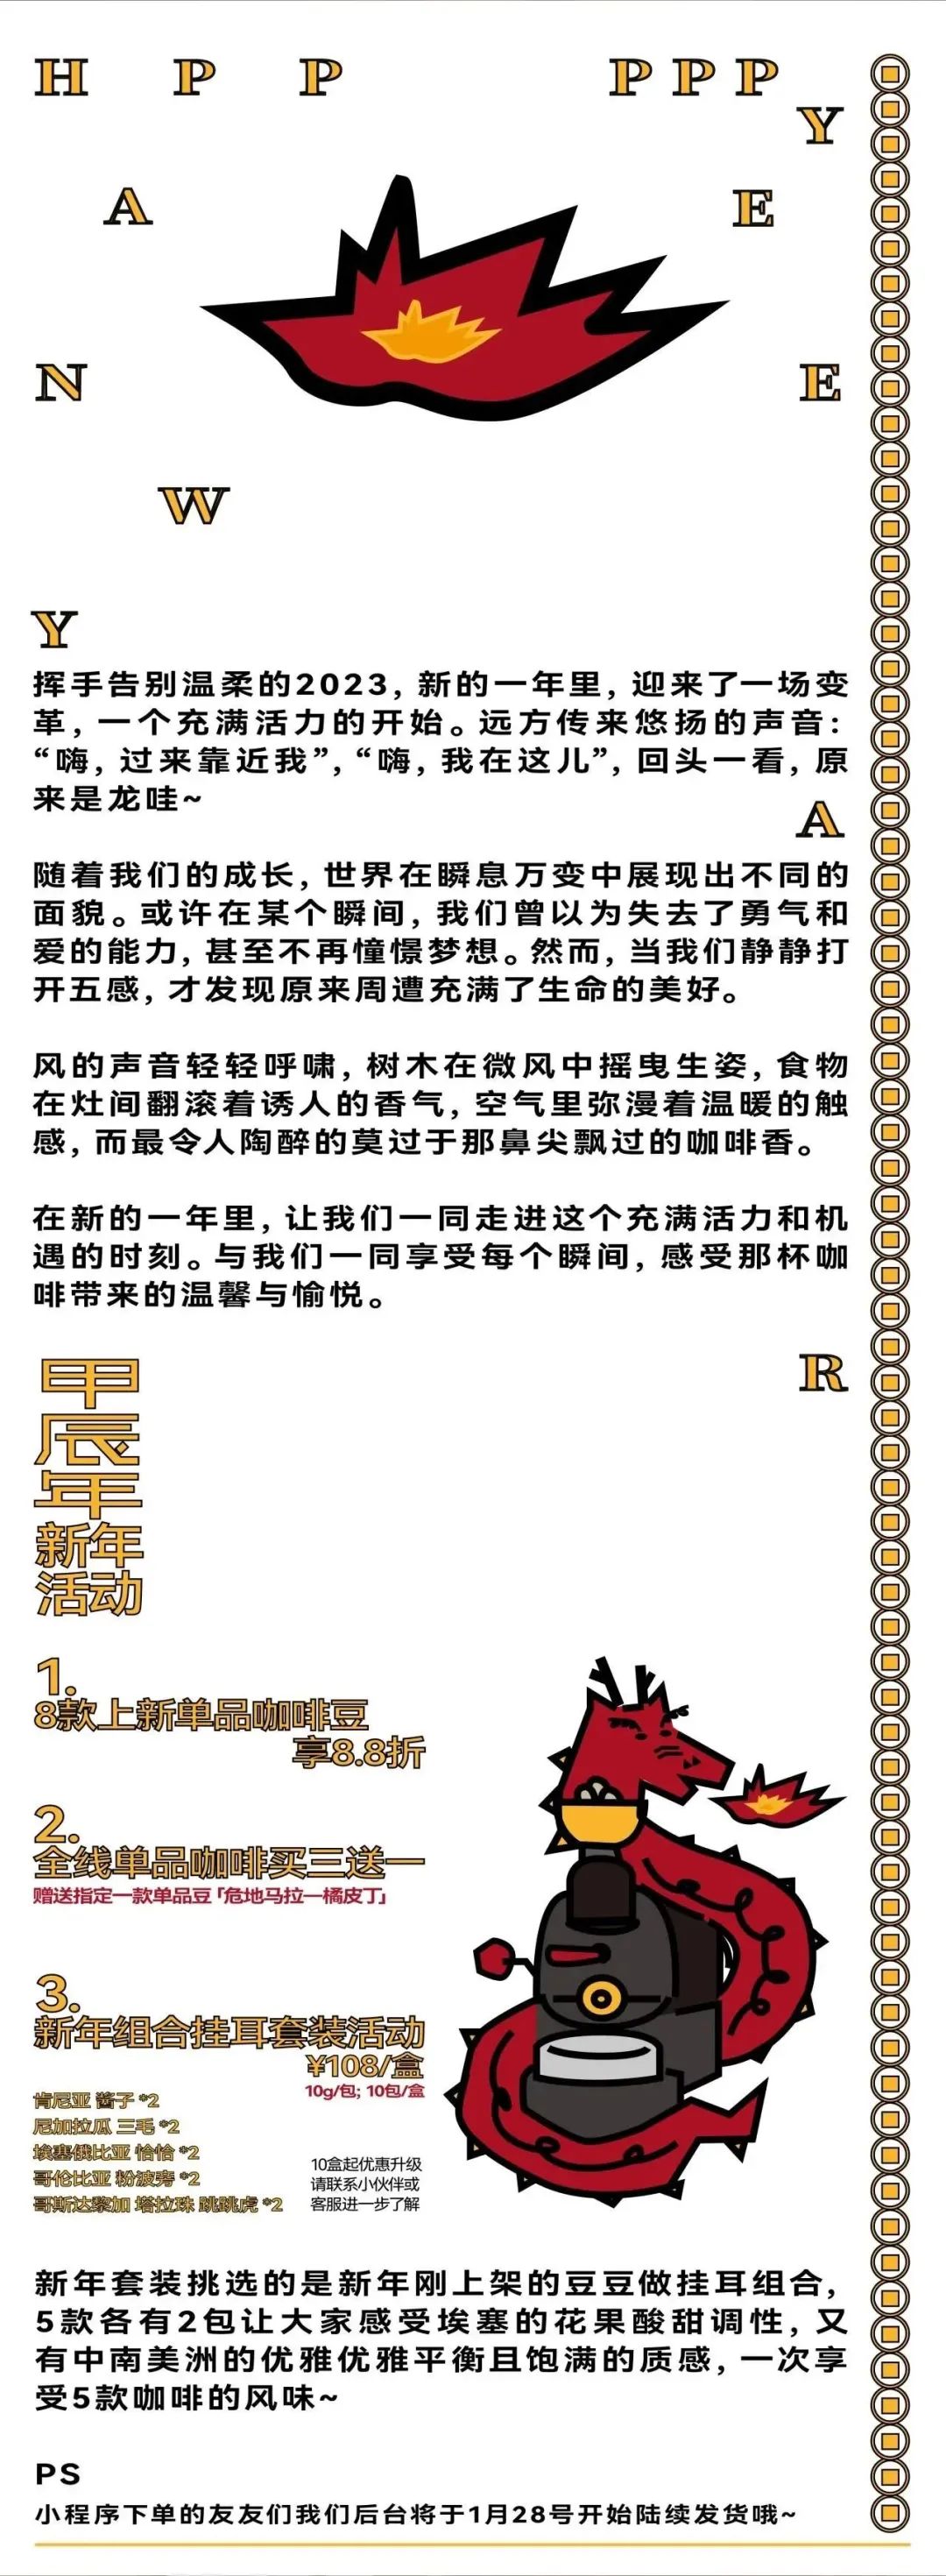 H P P P P P
Y
A E
N E
W
Y
挥手告别温柔的2023，新的一年里，迎来了一场变
革，一个充满活力的开始。远方传来悠扬的声音：
“嗨，过来靠近我”，“嗨，我在这儿”，回头一看，原
来是龙哇~
A
随着我们的成长，世界在瞬息万变中展现出不同的
面貌。或许在某个瞬间，我们曾以为失去了勇气和
爱的能力，甚至不再憧憬梦想。然而，当我们静静打
开五感，才发现原来周遭充满了生命的美好。
风的声音轻轻呼啸，树木在微风中摇曳生姿，食物
在灶间翻滚着诱人的香气，空气里弥漫着温暖的触
感，而最令人陶醉的莫过于那鼻尖飘过的咖啡香。
在新的一年里，让我们一同走进这个充满活力和机
遇的时刻。与我们一同享受每个瞬间，感受那杯咖
啡带来的温馨与愉悦。
R
甲
辰
年
新年
活动
1.
8款上新单品咖啡豆
享8.8折
2.
全线单品咖啡买三送一
赠送指定一款单品豆「危地马拉—橘皮丁」
3.
新年组合挂耳套装活动
¥108/盒
10g/包；10包/盒
肯尼亚 酱子 *2
尼加拉瓜 三毛 *2
埃塞俄比亚 恰恰 *2
哥伦比亚 粉波旁 *2
哥斯达黎加 塔拉珠 跳跳虎 *2
10盒起优惠升级
请联系小伙伴或
客服进一步了解
新年套装挑选的是新年刚上架的豆豆做挂耳组合，
5款各有2包让大家感受埃塞的花果酸甜调性，又
有中南美洲的优雅优雅平衡且饱满的质感，一次享
受5款咖啡的风味~
PS
小程序下单的友友们我们后台将于1月28号开始陆续发货哦~